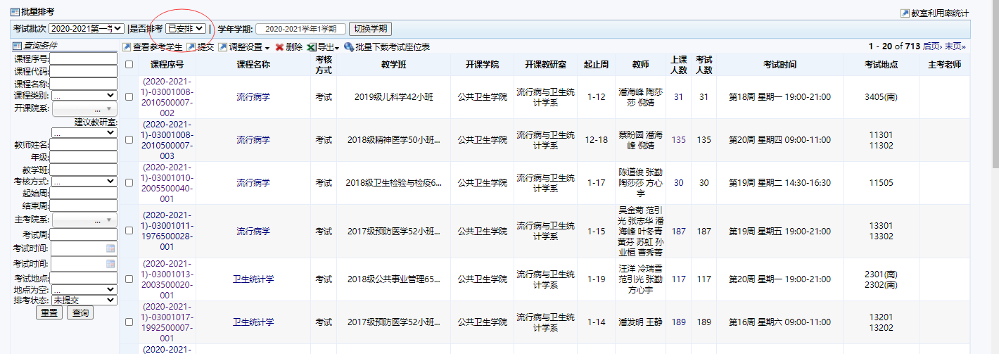 批量排考
教室利用率统计
考试批次 2020-2021第一学 |是否排考 已安排 | 学年学期: 2020-2021学年1学期 切换学期
查询条件
查看参考学生 提交 调整设置 删除 导出 批量下载考试座位表
1 - 20 of 713 后页› 末页»
课程序号:
课程代码:
课程名称:
课程类别: ...
开课院系: ...
建议教研室:
...
教师姓名:
年级:
教学班:
考核方式: ...
起始周:
结束周:
主考院系: ...
考试周:
考试时间:
考试时间:
考试地点:
地点为空: ...
排考状态: 未提交
重置 查询
课程序号 课程名称 考核方式 教学班 开课学院 开课教研室 起止周 教师 上课人数 考试人数 考试时间 考试地点 主考老师
(2020-2021-
1)-03001008-
2010500007-
002
流行病学 考试 2019级儿科学42小班 公共卫生学院
流行病与卫生统
计学系
1-12
潘海峰 陶莎
莎 倪婧
31 31 第18周 星期一 19:00-21:00 3405(南)
(2020-2021-
1)-03001008-
2010500007-
003
流行病学 考试 2018级精神医学50小班... 公共卫生学院
流行病与卫生统
计学系
12-18
蔡盼圆 潘海
峰 倪婧
135 135 第20周 星期四 09:00-11:00
11301
11302
(2020-2021-
1)-03001010-
2005500040-
001
流行病学 考试 2018级卫生检验与检疫6... 公共卫生学院
流行病与卫生统
计学系
1-17
陈道俊 张勤
陶莎莎 方心
宇
30 30 第19周 星期二 14:30-16:30 11505
(2020-2021-
1)-03001011-
1976500028-
001
流行病学 考试 2017级预防医学52小班... 公共卫生学院
流行病与卫生统
计学系
1-15
吴金菊 范引
光 张志华 潘
海峰 叶冬青
黄芬 苏虹 孙
业桓 曹秀菁
187 187 第19周 星期五 19:00-21:00
13301
13302
(2020-2021-
1)-03001013-
2003500020-
001
卫生统计学 考试 2018级公共事业管理65... 公共卫生学院
流行病与卫生统
计学系
1-19
汪洋 冷瑞雪
范引光 张勤
方心宇
117 117 第20周 星期一 19:00-21:00
2301(南)
2302(南)
(2020-2021-
1)-03001017-
1992500007-
001
卫生统计学 考试 2017级预防医学52小班... 公共卫生学院
流行病与卫生统
计学系
1-14 潘发明 王静 189 189 第16周 星期六 09:00-11:00
13201
13202
(2020-2021-